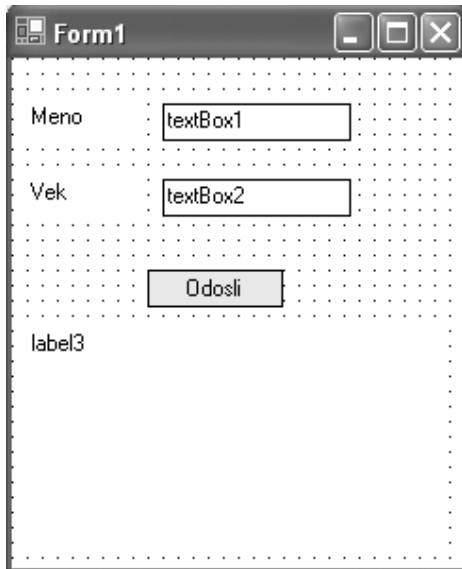 Form1
Meno
textBox1
Vek
textBox2
Odosli
label3